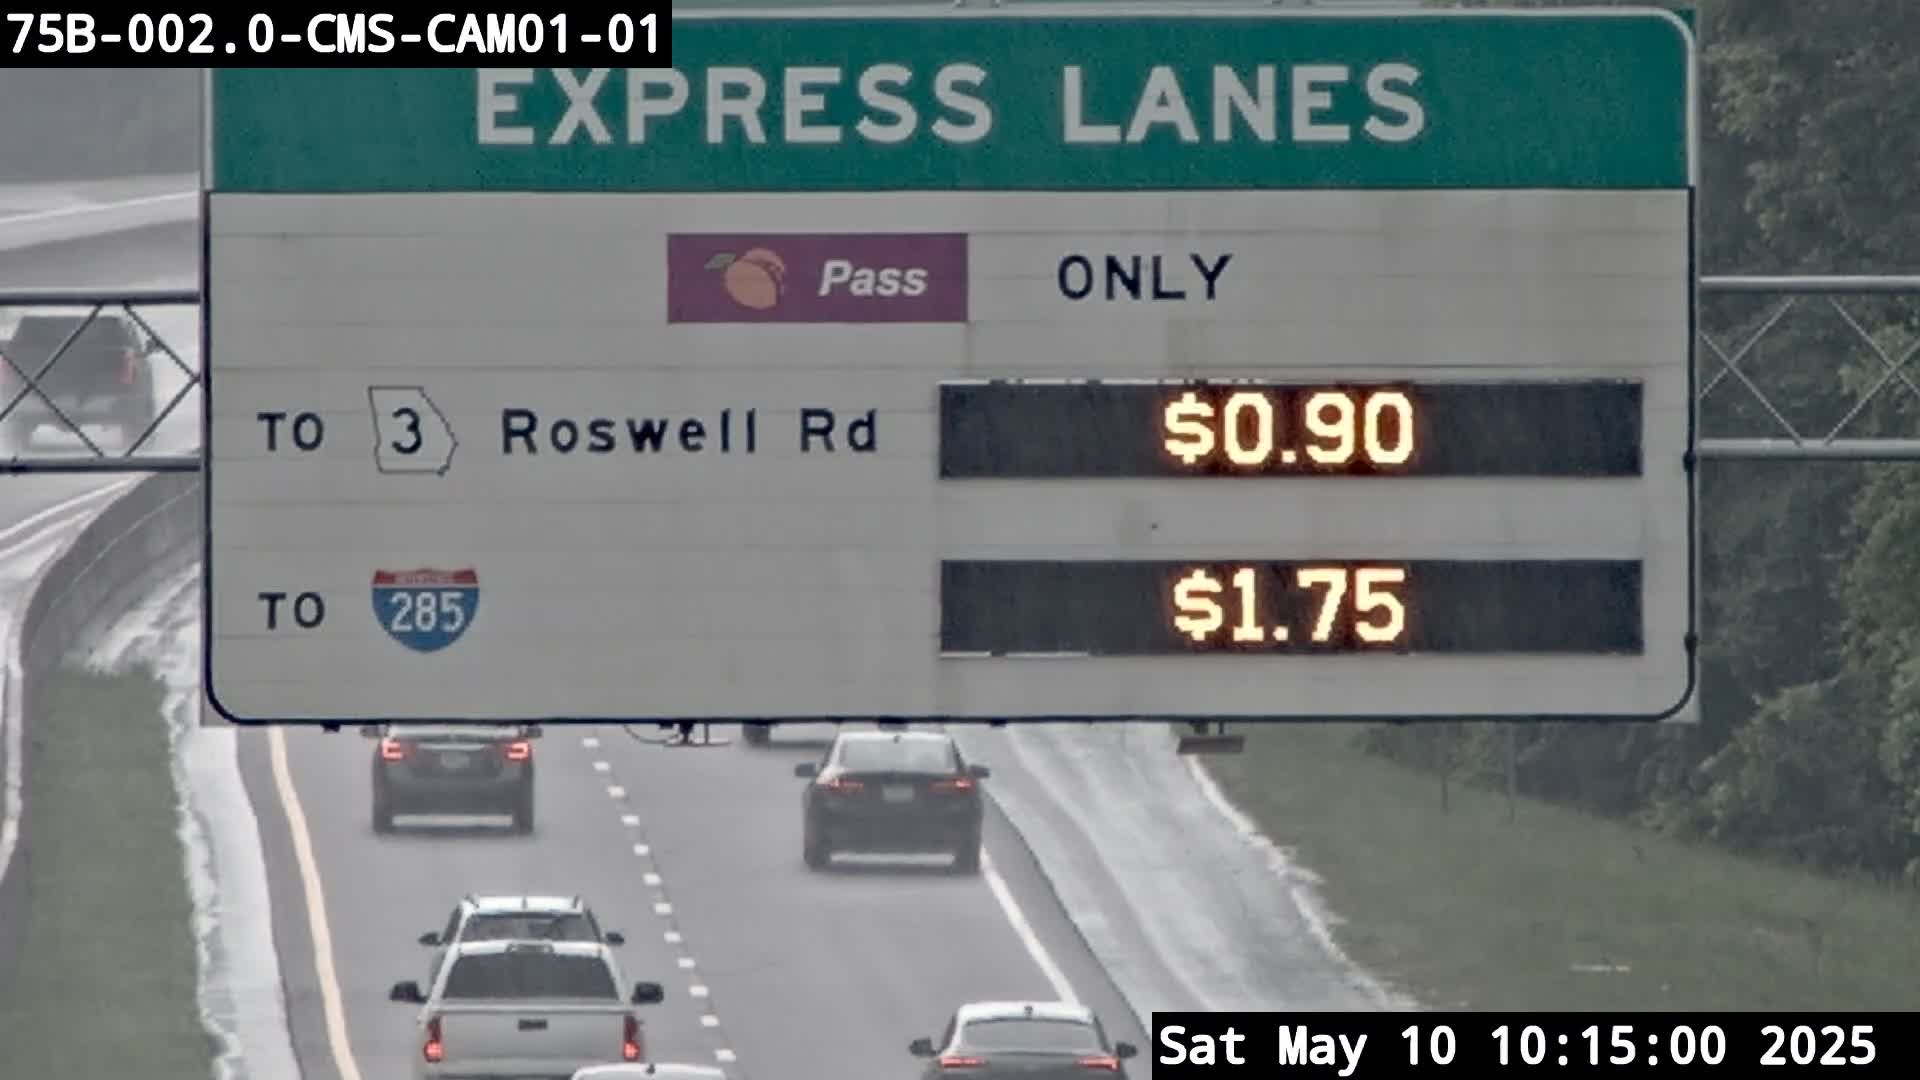 75B-002.0-CMS-CAM01-01
EXPRESS LANES
Pass ONLY
TO 3 Roswell Rd $0.90
TO 285 $1.75
Sat May 10 10:15:00 2025